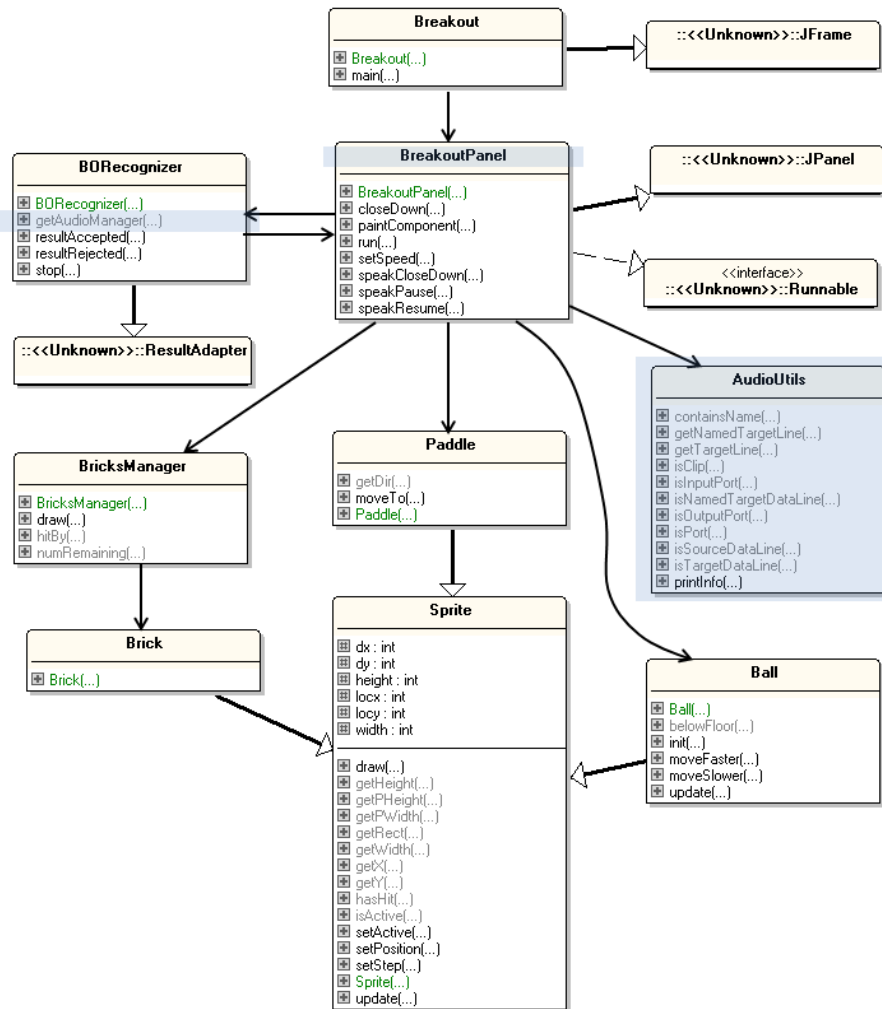 Breakout
Breakout(...)
main(...)
::<<Unknown>>::JFrame
BORecognizer
BORecognizer(...)
getAudioManager(...)
resultAccepted(...)
resultRejected(...)
stop(...)
BreakoutPanel
BreakoutPanel(...)
closeDown(...)
paintComponent(...)
run(...)
setSpeed(...)
speakCloseDown(...)
speakPause(...)
speakResume(...)
::<<Unknown>>::JPanel
<<interface>>
::<<Unknown>>::Runnable
::<<Unknown>>::ResultAdapter
AudioUtils
containsName(...)
getNamedTargetLine(...)
getTargetLine(...)
isClip(...)
isInputPort(...)
isNamedTargetDataLine(...)
isOutputPort(...)
isPort(...)
isSourceDataLine(...)
isTargetDataLine(...)
printInfo(...)
BricksManager
BricksManager(...)
draw(...)
hitBy(...)
numRemaining(...)
Paddle
getDir(...)
moveTo(...)
Paddle(...)
Brick
Brick(...)
Sprite
dx : int
dy : int
height : int
locx : int
locy : int
width : int
draw(...)
getHeight(...)
getPHeight(...)
getPWidth(...)
getRect(...)
getWidth(...)
getX(...)
getY(...)
hasHit(...)
isActive(...)
setActive(...)
setPosition(...)
setStep(...)
Sprite(...)
update(...)
Ball
Ball(...)
belowFloor(...)
init(...)
moveFaster(...)
moveSlower(...)
update(...)